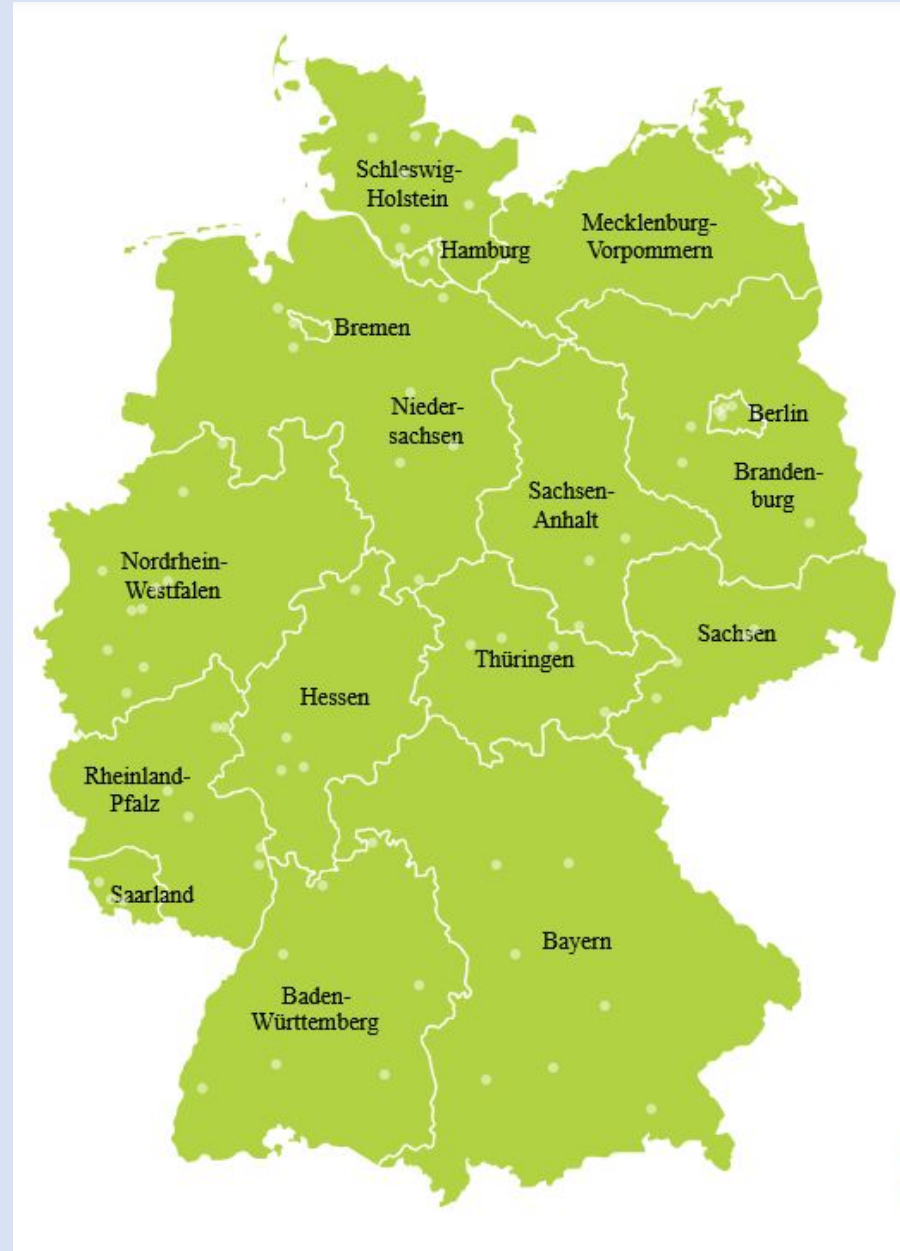 Schleswig-
Holstein
Mecklenburg-
Vorpommern
Hamburg
Bremen
Nieder-
sachsen
Berlin
Branden-
burg
Sachsen-
Anhalt
Nordrhein-
Westfalen
Sachsen
Thüringen
Hessen
Rheinland-
Pfalz
Saarland
Bayern
Baden-
Württemberg